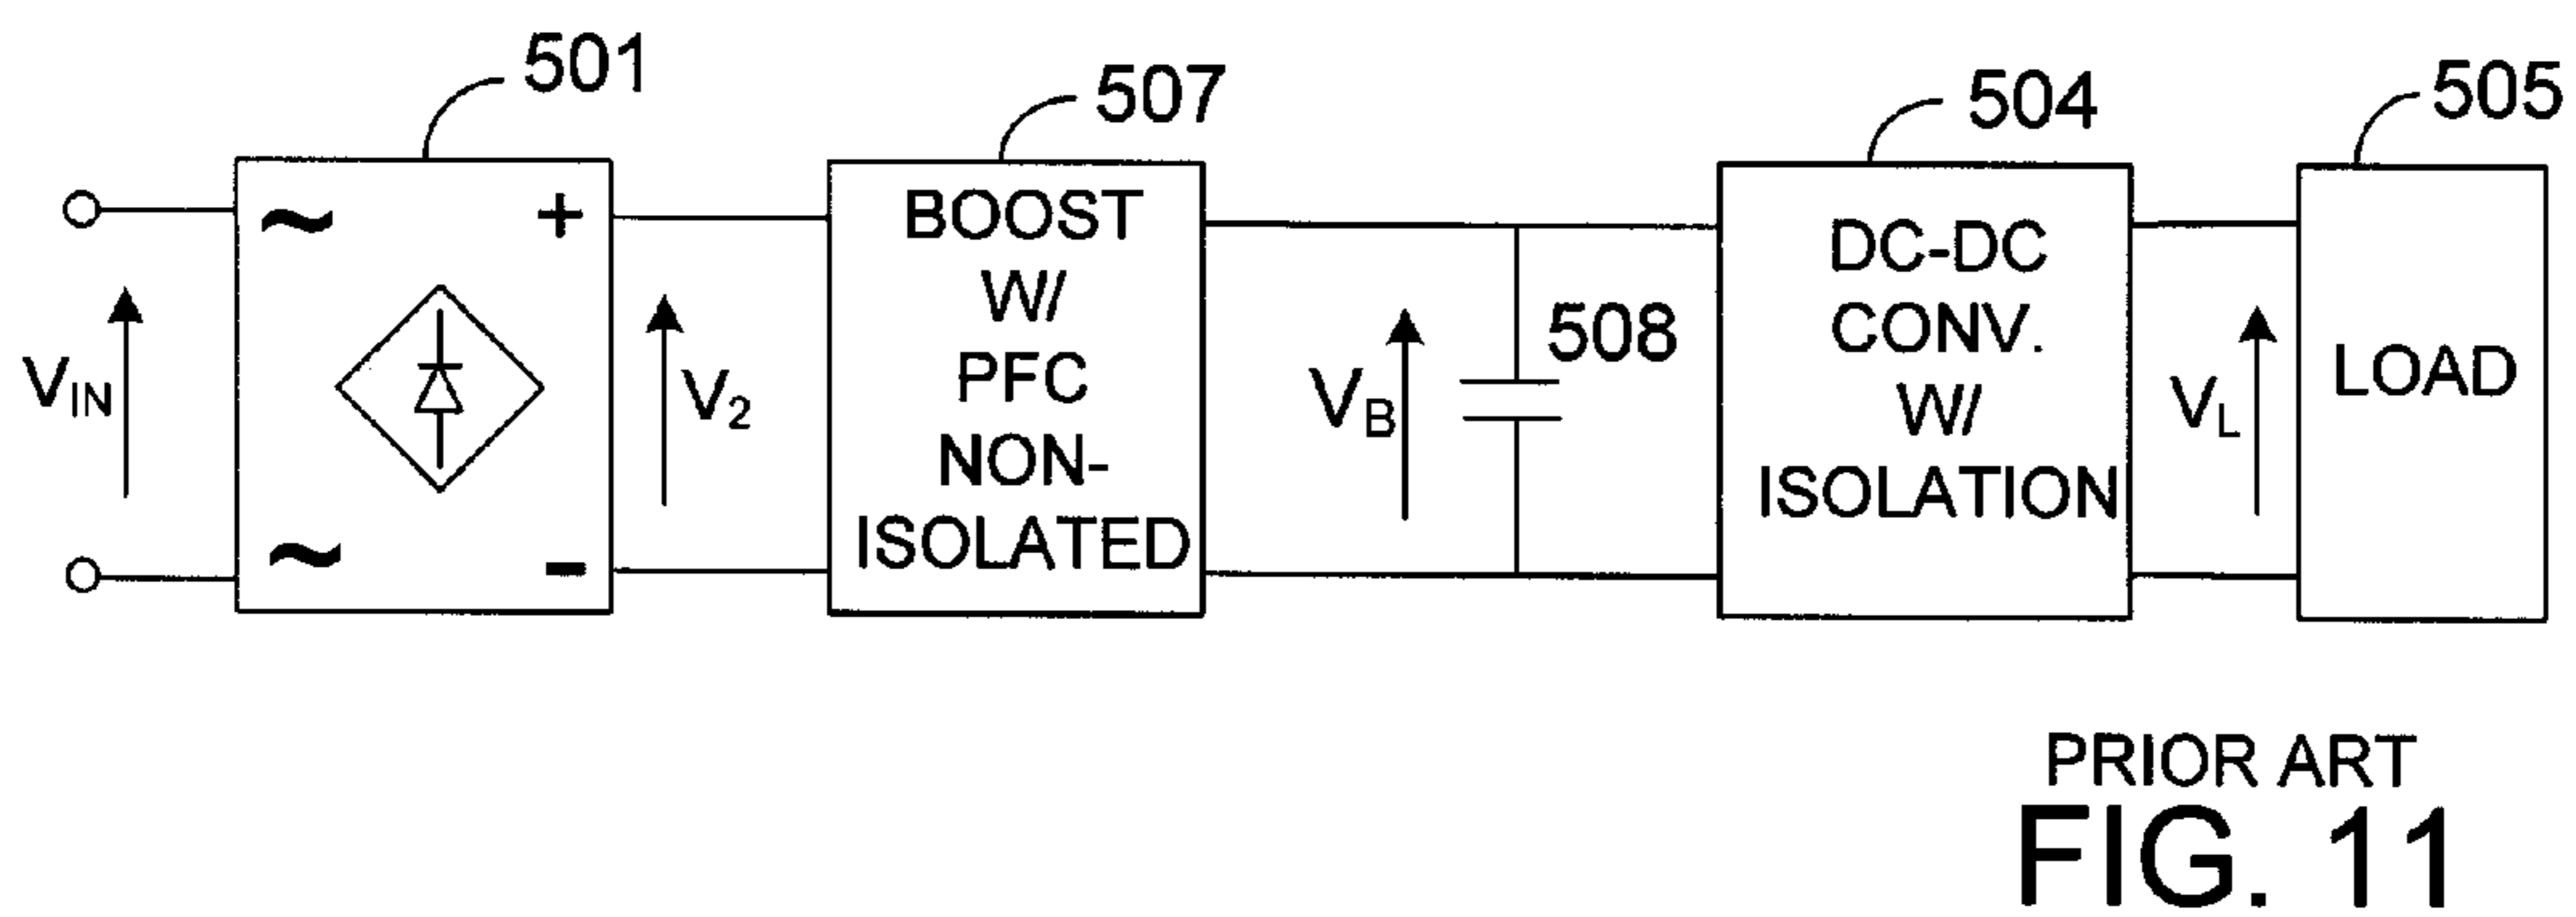 501
507
504
505
~
+
~
-
V_IN
V_2
BOOST
W/
PFC
NON-
ISOLATED
V_B
508
DC-DC
CONV.
W/
ISOLATION
V_L
LOAD
PRIOR ART
FIG. 11